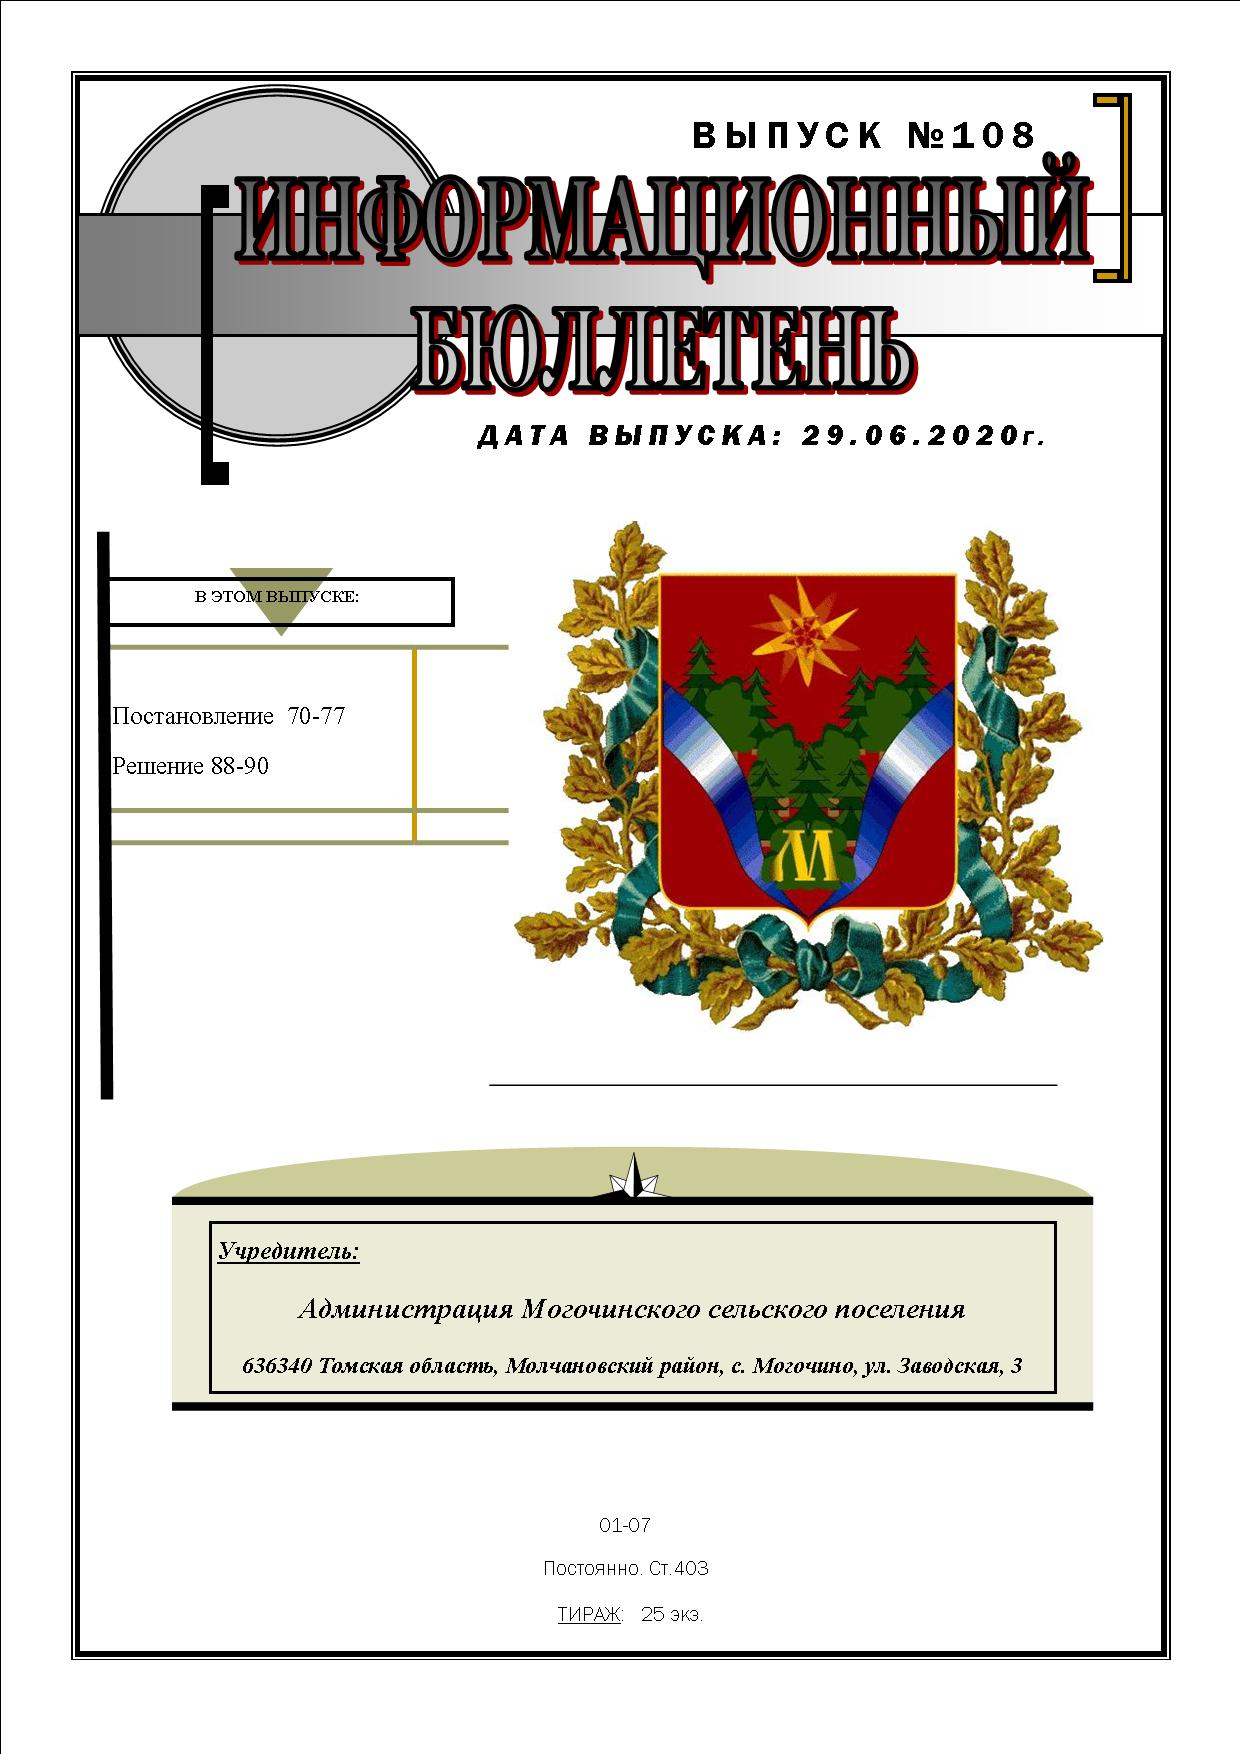 ВЫПУСК №108
ИНФОРМАЦИОННЫЙ
БЮЛЛЕТЕНЬ
ДАТА ВЫПУСКА: 29.06.2020г.
В ЭТОМ ВЫПУСКЕ:
Постановление 70-77
Решение 88-90
М
Учредитель:
Администрация Могочинского сельского поселения
636340 Томская область, Молчановский район, с. Могочино, ул. Заводская, 3
01-07
Постоянно. Ст.403
ТИРАЖ: 25 экз.